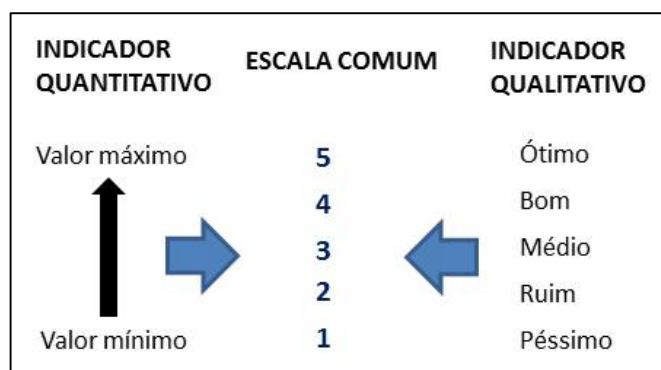 INDICADOR QUANTITATIVO
ESCALA COMUM
INDICADOR QUALITATIVO
Valor máximo 5 Ótimo
4 Bom
3 Médio
2 Ruim
Valor mínimo 1 Péssimo